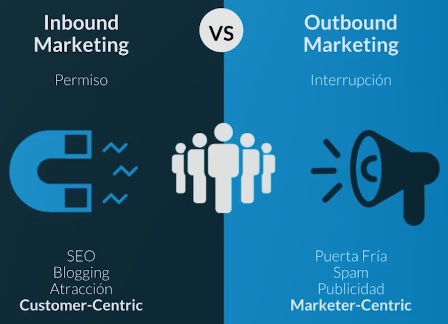 Inbound
Marketing
Permiso
SEO
Blogging
Atracción
Customer-Centric
VS
Outbound
Marketing
Interrupción
Puerta Fría
Spam
Publicidad
Marketer-Centric